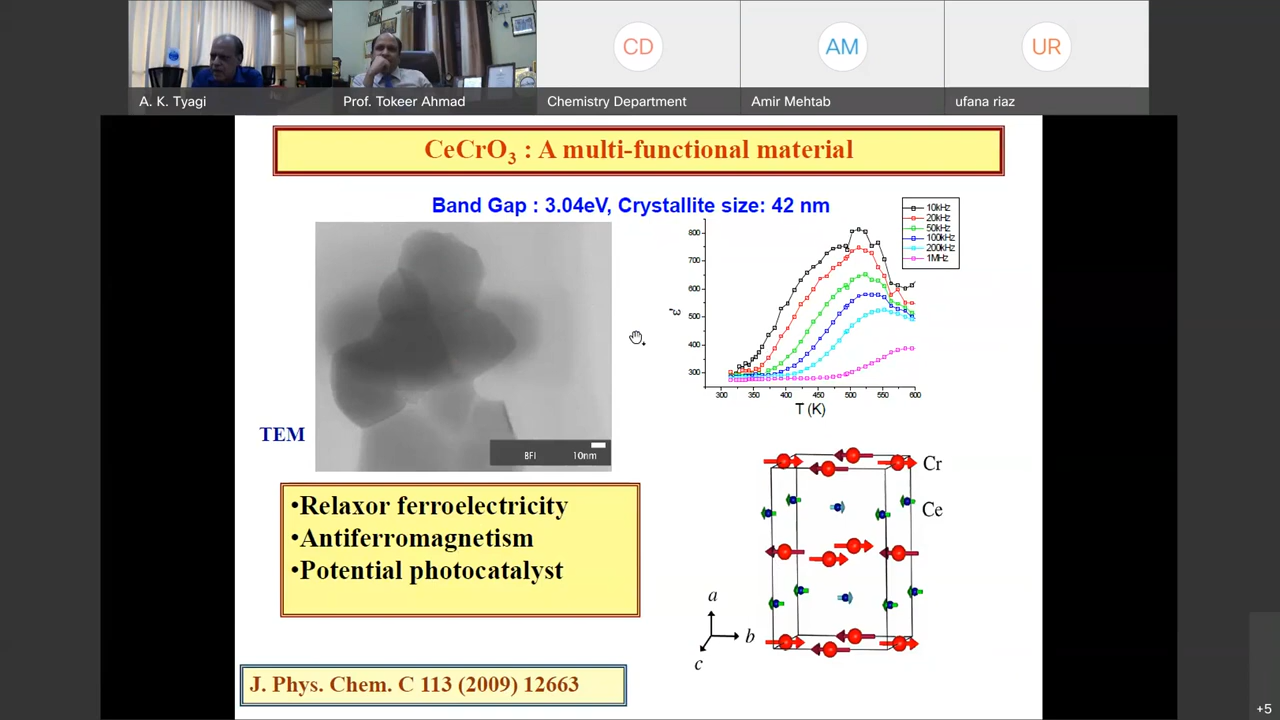 CD
AM
UR
A. K. Tyagi
Prof. Tokeer Ahmad
Chemistry Department
Amir Mehtab
ufana riaz
CeCrO₃ : A multi-functional material
Band Gap : 3.04eV, Crystallite size: 42 nm
TEM
BFI 10nm
10kHz
20kHz
50kHz
100kHz
200kHz
1MHz
800
700
600
500
400
300
ε'
300 350 400 450 500 550 600
T (K)
•Relaxor ferroelectricity
•Antiferromagnetism
•Potential photocatalyst
Cr
Ce
a
b
c
J. Phys. Chem. C 113 (2009) 12663
+5